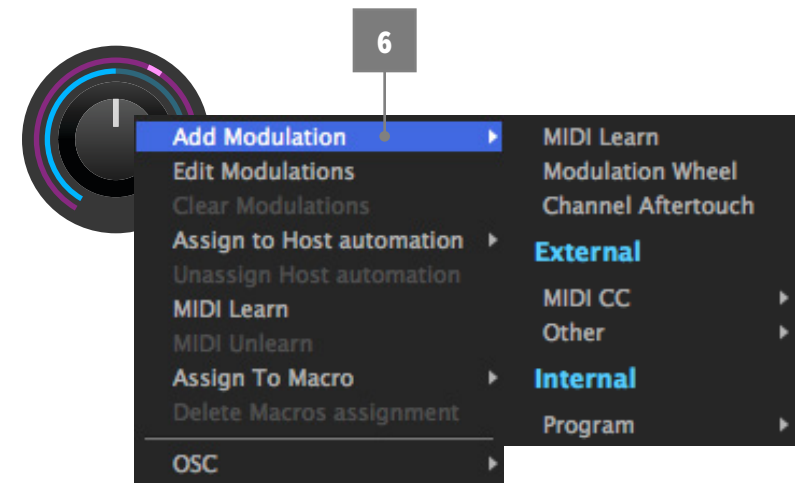 6
Add Modulation
Edit Modulations
Clear Modulations
Assign to Host automation
Unassign Host automation
MIDI Learn
MIDI Unlearn
Assign To Macro
Delete Macros assignment
OSC
MIDI Learn
Modulation Wheel
Channel Aftertouch
External
MIDI CC
Other
Internal
Program